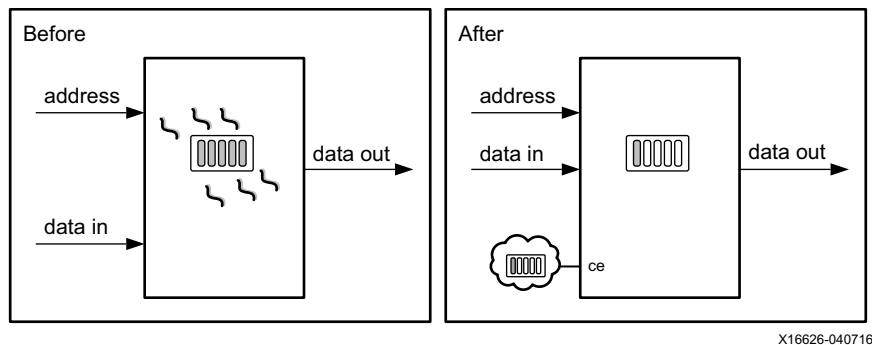 Before
address
data in
data out
After
address
data in
data out
ce
X16626-040716